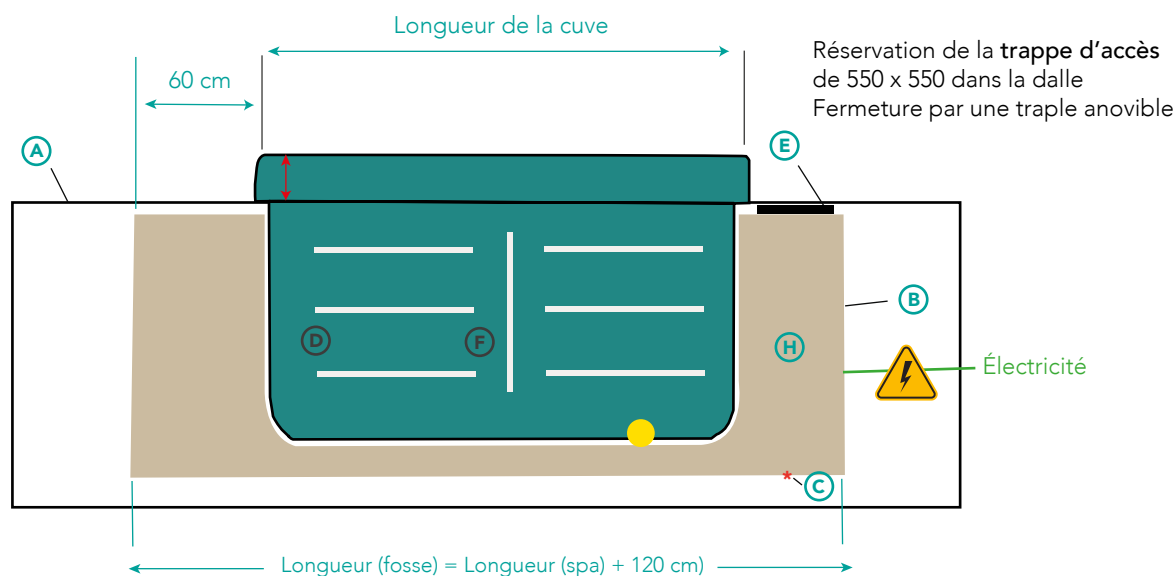 Longueur de la cuve
Réservation de la trappe d'accès
de 550 x 550 dans la dalle
Fermeture par une traple anovible
60 cm
A
E
B
D
F
H
Électricité
* C
Longueur (fosse) = Longueur (spa) + 120 cm)